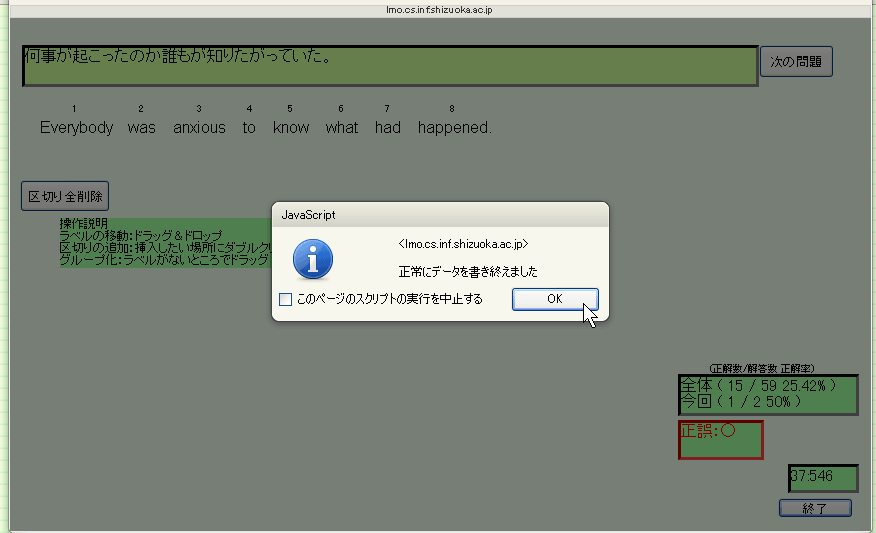 lmo.cs.inf.shizuoka.ac.jp
何事が起こったのか誰もが知りたがっていた。
次の問題
1 2 3 4 5 6 7 8
Everybody was anxious to know what had happened.
区切り全削除
操作説明
ラベルの移動：ドラッグ＆ドロップ
区切りの追加：挿入したい場所にダブルク
グループ化：ラベルがないところでドラッグ
JavaScript
<lmo.cs.inf.shizuoka.ac.jp>
正常にデータを書き終えました
このページのスクリプトの実行を中止する
OK
(正解数/解答数 正解率)
全体 ( 15 / 59 25.42% )
今回 ( 1 / 2 50% )
正誤：○
37:546
終了